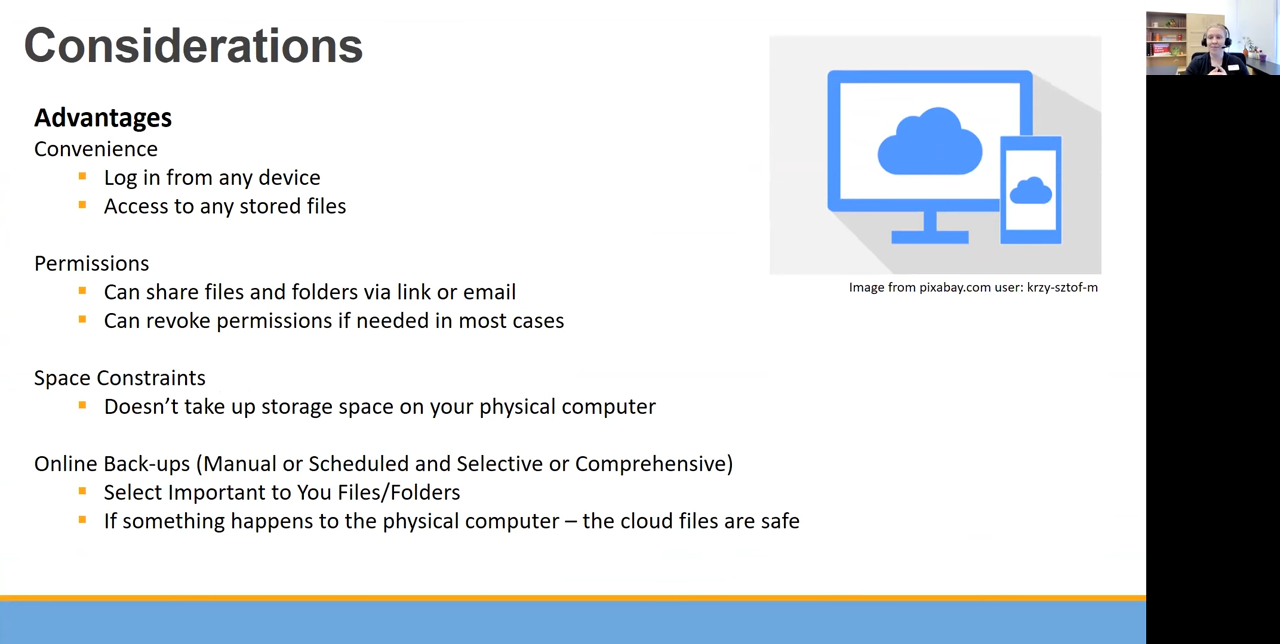 Considerations
Advantages
Convenience
Log in from any device
Access to any stored files
Permissions
Can share files and folders via link or email
Can revoke permissions if needed in most cases
Space Constraints
Doesn’t take up storage space on your physical computer
Online Back-ups (Manual or Scheduled and Selective or Comprehensive)
Select Important to You Files/Folders
If something happens to the physical computer – the cloud files are safe
Image from pixabay.com user: krzy-sztof-m